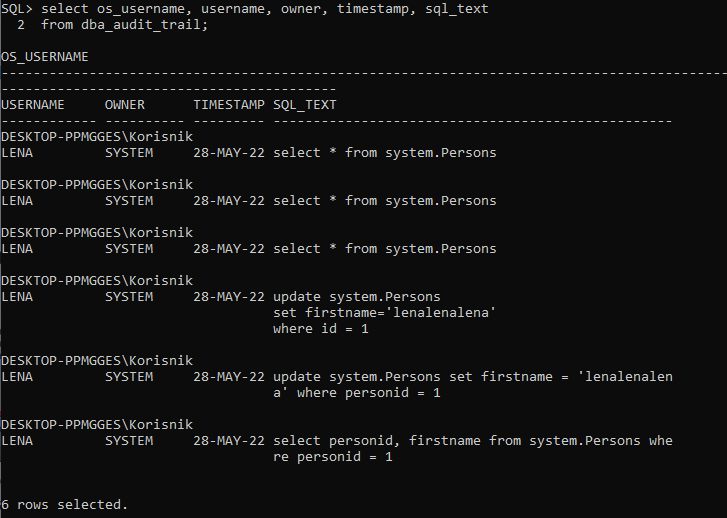 SQL> select os_username, username, owner, timestamp, sql_text
  2  from dba_audit_trail;

OS_USERNAME
--------------------------------------------------------------------------------
------------------------------------------
USERNAME     OWNER      TIMESTAMP SQL_TEXT
------------ ---------- --------- --------------------------------------------------
DESKTOP-PPMGGES\Korisnik
LENA         SYSTEM     28-MAY-22 select * from system.Persons

DESKTOP-PPMGGES\Korisnik
LENA         SYSTEM     28-MAY-22 select * from system.Persons

DESKTOP-PPMGGES\Korisnik
LENA         SYSTEM     28-MAY-22 select * from system.Persons

DESKTOP-PPMGGES\Korisnik
LENA         SYSTEM     28-MAY-22 update system.Persons
                                  set firstname='lenalenalena'
                                  where id = 1

DESKTOP-PPMGGES\Korisnik
LENA         SYSTEM     28-MAY-22 update system.Persons set firstname = 'lenalenalen
                                  a' where personid = 1

DESKTOP-PPMGGES\Korisnik
LENA         SYSTEM     28-MAY-22 select personid, firstname from system.Persons whe
                                  re personid = 1

6 rows selected.